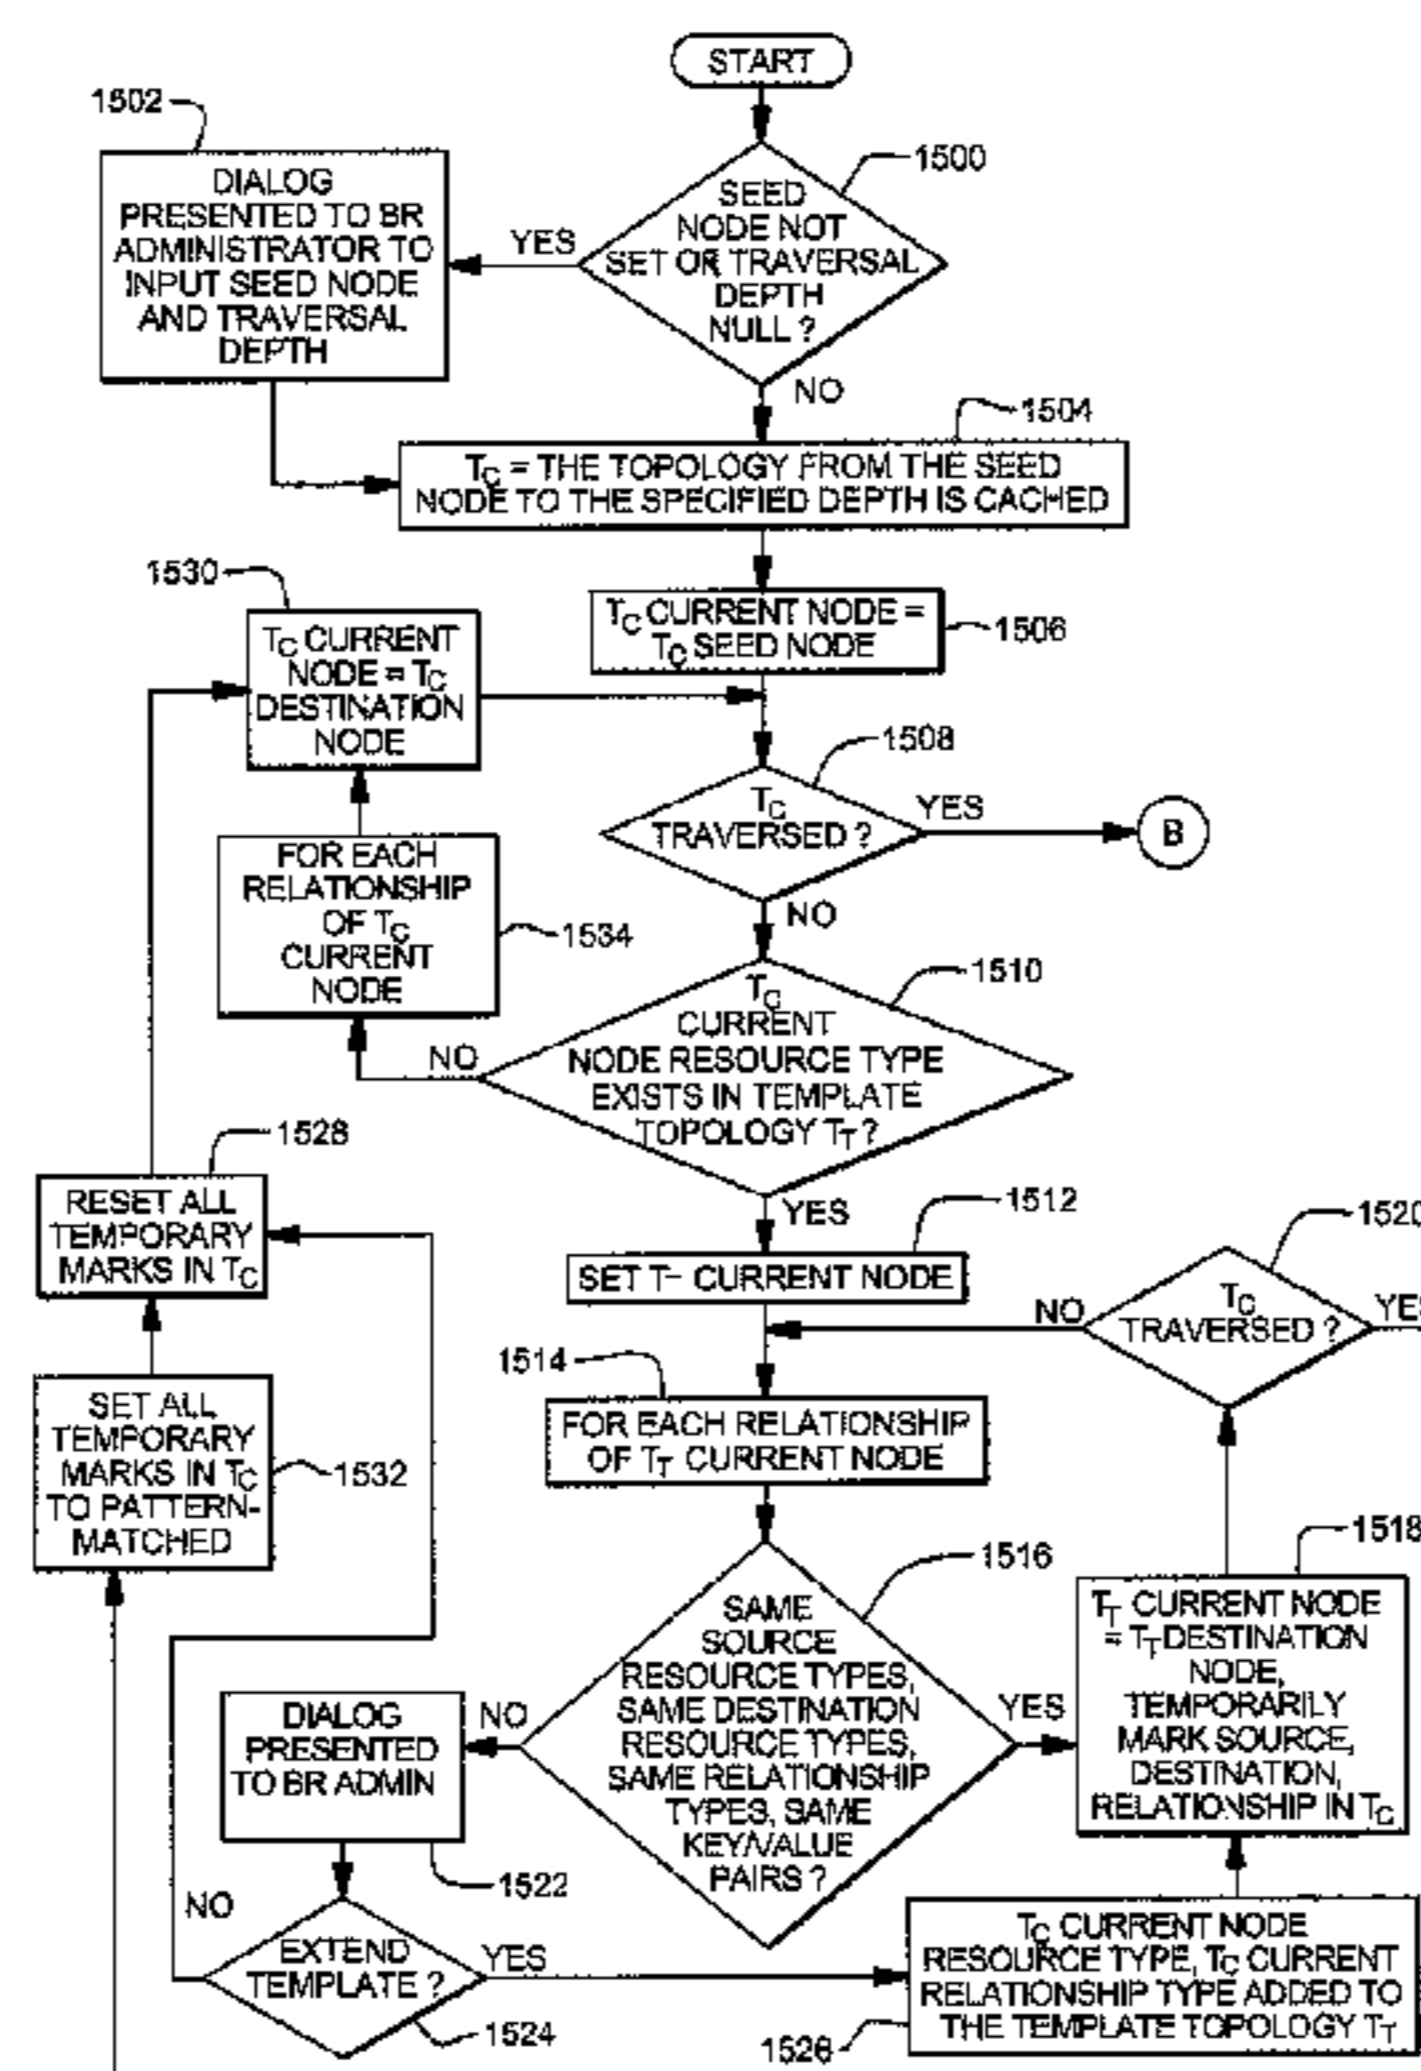 START
1502
1500
DIALOG
PRESENTED TO BR
ADMINISTRATOR TO
INPUT SEED NODE
AND TRAVERSAL
DEPTH
YES
SEED
NODE NOT
SET OR TRAVERSAL
DEPTH
NULL ?
NO
1504
TC = THE TOPOLOGY FROM THE SEED
NODE TO THE SPECIFIED DEPTH IS CACHED
1530
TC CURRENT
NODE = TC
DESTINATION
NODE
TC CURRENT NODE =
TC SEED NODE
1506
1508
TC
TRAVERSED ?
YES
B
NO
FOR EACH
RELATIONSHIP
OF TC
CURRENT
NODE
1534
1510
TC
CURRENT
NODE RESOURCE TYPE
EXISTS IN TEMPLATE
TOPOLOGY TT ?
NO
YES
1528
RESET ALL
TEMPORARY
MARKS IN TC
1512
SET T- CURRENT NODE
1520
TC
TRAVERSED ?
NO
YES
1514
FOR EACH RELATIONSHIP
OF TT CURRENT NODE
SET ALL
TEMPORARY
MARKS IN TC
TO PATTERN-
MATCHED
1532
1516
SAME
SOURCE
RESOURCE TYPES,
SAME DESTINATION
RESOURCE TYPES,
SAME RELATIONSHIP
TYPES, SAME
KEY/VALUE
PAIRS ?
NO
YES
1518
TT CURRENT NODE
= TT DESTINATION
NODE,
TEMPORARILY
MARK SOURCE,
DESTINATION,
RELATIONSHIP IN TC
DIALOG
PRESENTED
TO BR ADMIN
1522
NO
EXTEND
TEMPLATE ?
YES
1524
TC CURRENT NODE
RESOURCE TYPE, TC CURRENT
RELATIONSHIP TYPE ADDED TO
THE TEMPLATE TOPOLOGY TT
1526